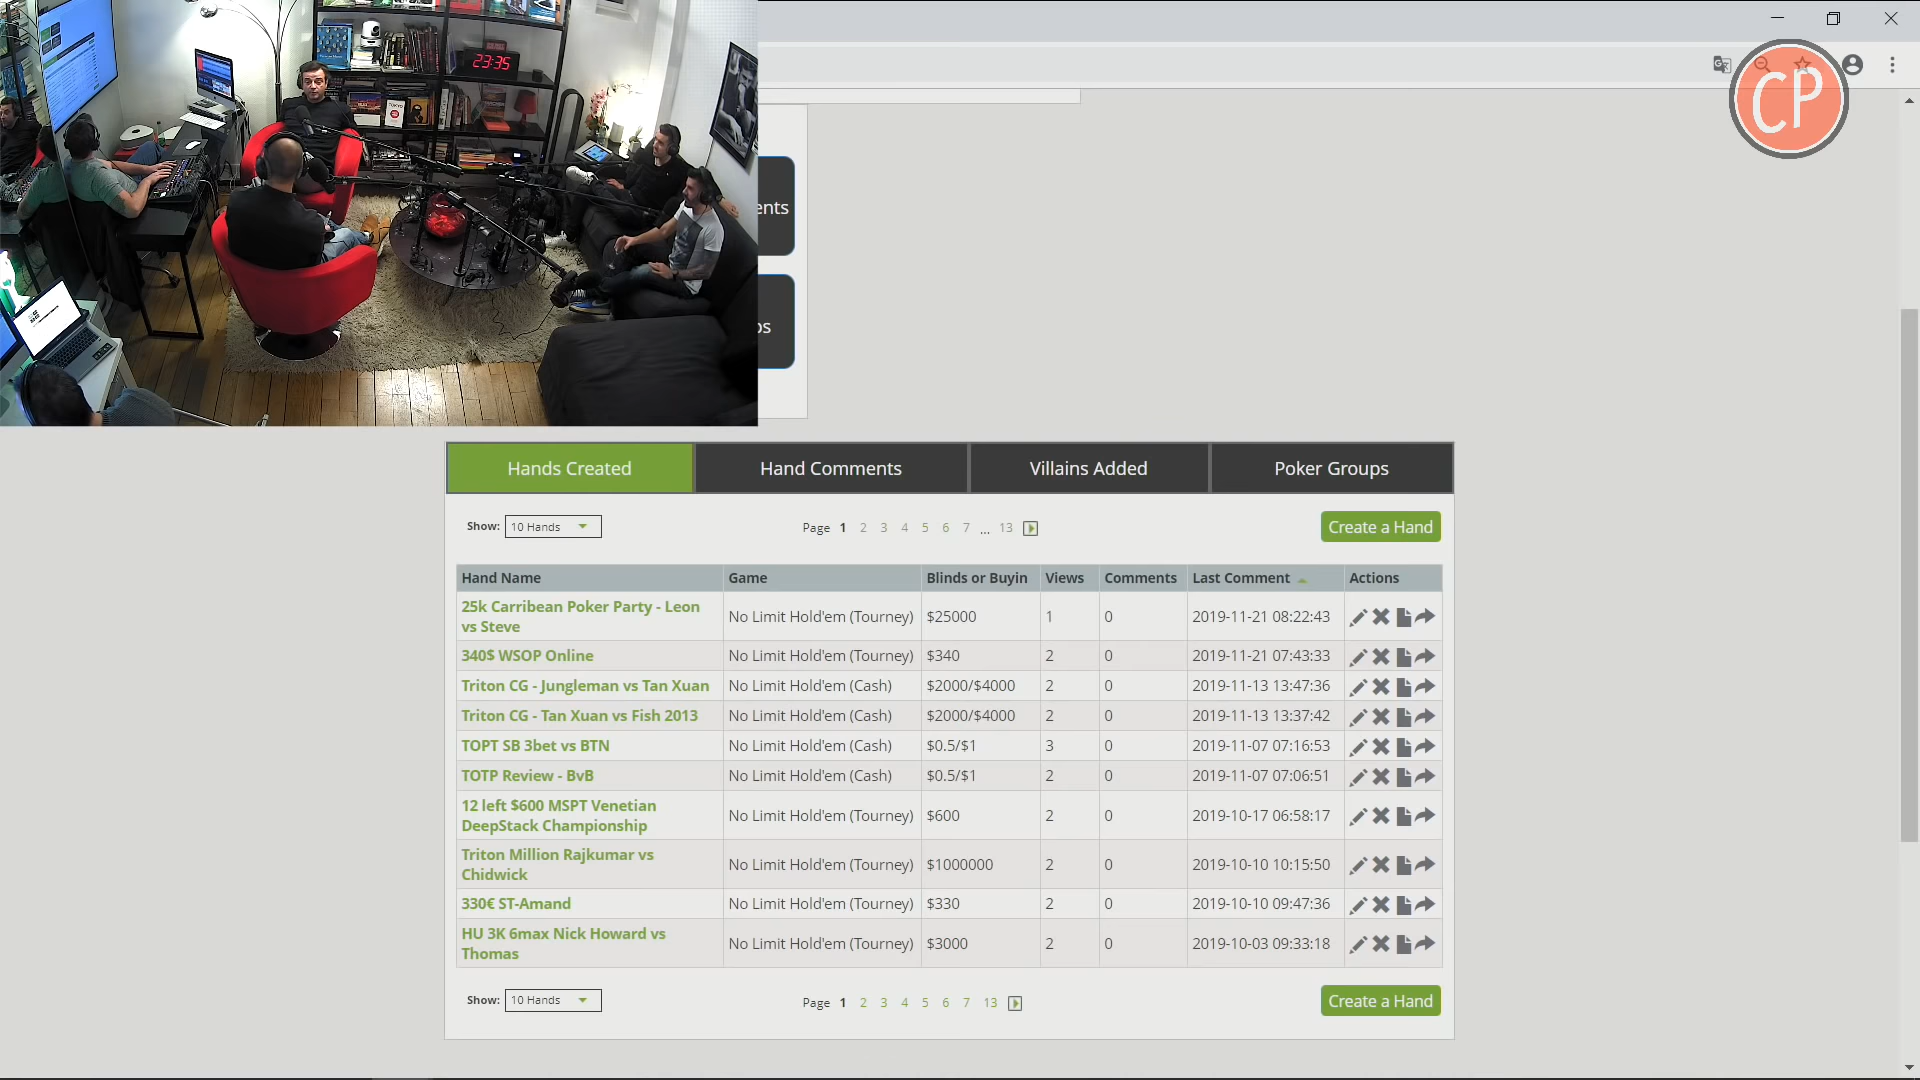 23:35
CP
ents
ps
Hands Created Hand Comments Villains Added Poker Groups
Show: 10 Hands Page 1 2 3 4 5 6 7 ... 13 Create a Hand
Hand Name Game Blinds or Buyin Views Comments Last Comment Actions
25k Carribean Poker Party - Leon
vs Steve No Limit Hold'em (Tourney) $25000 1 0 2019-11-21 08:22:43
340$ WSOP Online No Limit Hold'em (Tourney) $340 2 0 2019-11-21 07:43:33
Triton CG - Jungleman vs Tan Xuan No Limit Hold'em (Cash) $2000/$4000 2 0 2019-11-13 13:47:36
Triton CG - Tan Xuan vs Fish 2013 No Limit Hold'em (Cash) $2000/$4000 2 0 2019-11-13 13:37:42
TOPT SB 3bet vs BTN No Limit Hold'em (Cash) $0.5/$1 3 0 2019-11-07 07:16:53
TOTP Review - BvB No Limit Hold'em (Cash) $0.5/$1 2 0 2019-11-07 07:06:51
12 left $600 MSPT Venetian
DeepStack Championship No Limit Hold'em (Tourney) $600 2 0 2019-10-17 06:58:17
Triton Million Rajkumar vs
Chidwick No Limit Hold'em (Tourney) $1000000 2 0 2019-10-10 10:15:50
330€ ST-Amand No Limit Hold'em (Tourney) $330 2 0 2019-10-10 09:47:36
HU 3K 6max Nick Howard vs
Thomas No Limit Hold'em (Tourney) $3000 2 0 2019-10-03 09:33:18
Show: 10 Hands Page 1 2 3 4 5 6 7 13 Create a Hand